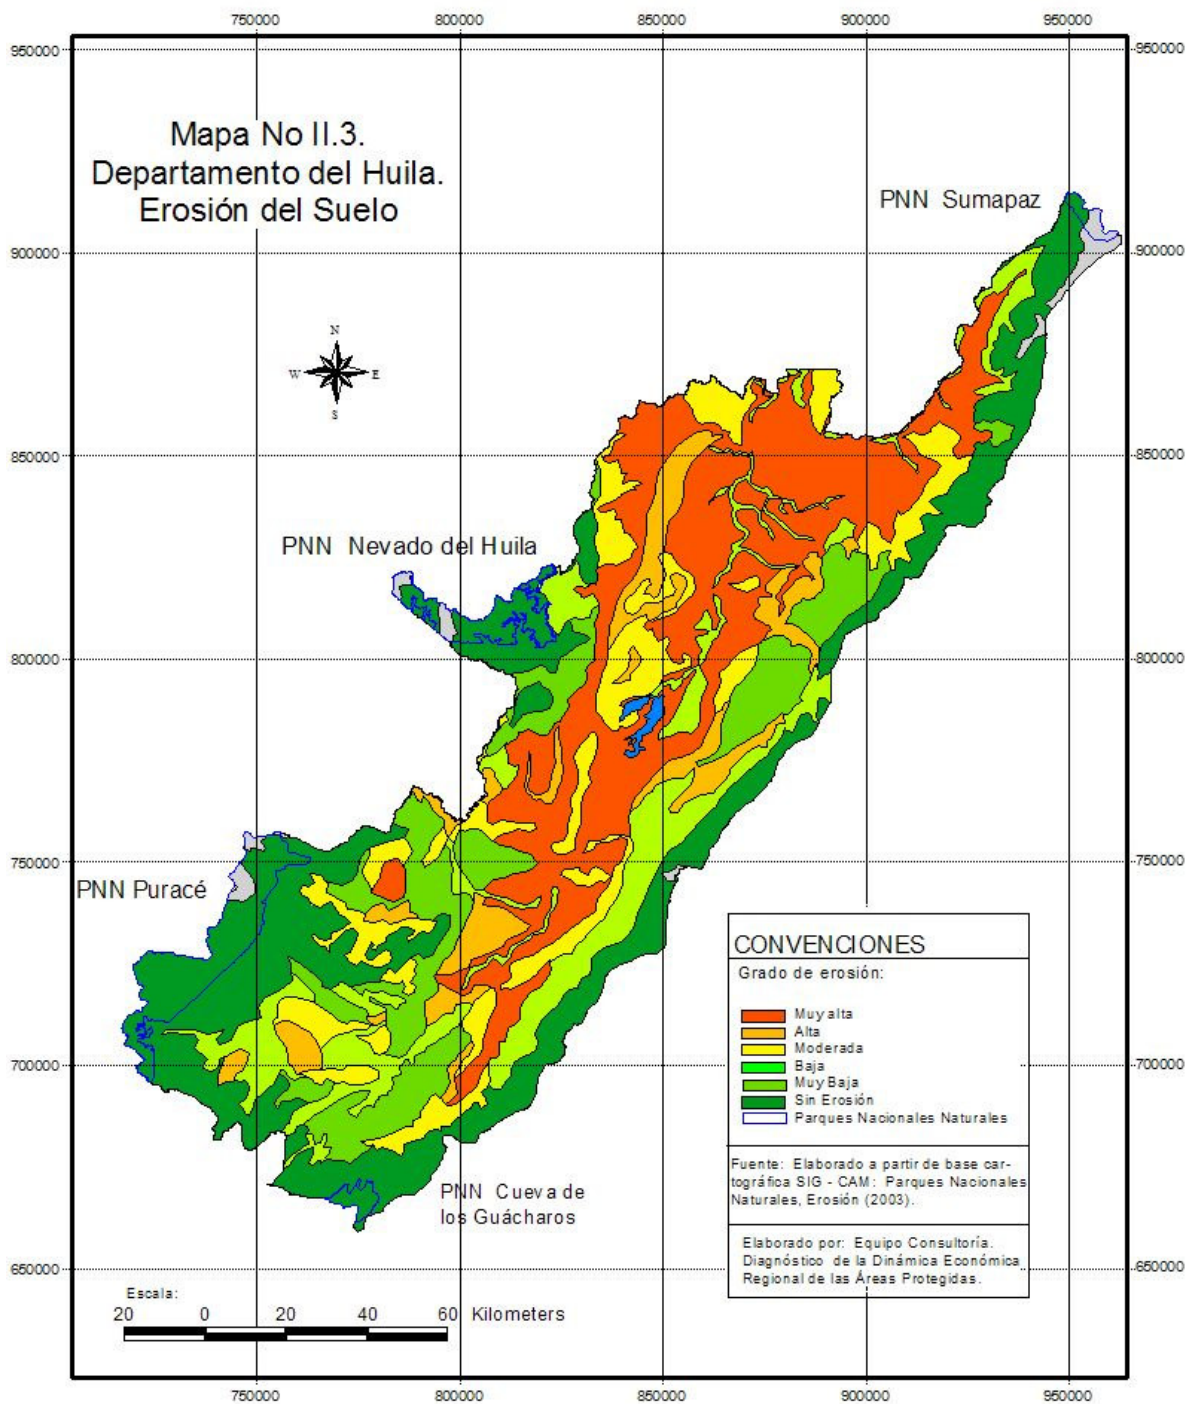 750000 800000 850000 900000 950000
950000 950000
Mapa No II.3.
Departamento del Huila.
Erosión del Suelo
PNN Sumapaz
900000 900000
N
W E
S
850000 850000
PNN Nevado del Huila
800000 800000
750000 750000
PNN Puracé
CONVENCIONES
Grado de erosión:
Muy alta
Alta
Moderada
Baja
Muy Baja
Sin Erosión
Parques Nacionales Naturales
700000 700000
Fuente: Elaborado a partir de base car-
tográfica SIG - CAM: Parques Nacionales
Naturales, Erosión (2003).
PNN Cueva de
los Guácharos
Elaborado por: Equipo Consultoría.
Diagnóstico de la Dinámica Económica
Regional de las Áreas Protegidas.
650000 650000
Escala:
20 0 20 40 60 Kilometers
750000 800000 850000 900000 950000